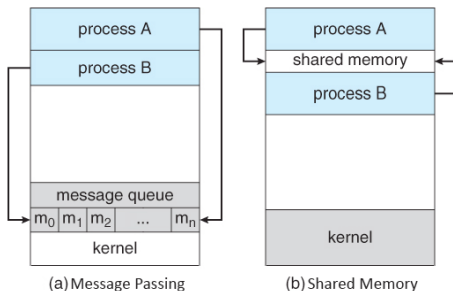 process A
process B
message queue
m0 m1 m2 ... mn
kernel
(a) Message Passing
process A
shared memory
process B
kernel
(b) Shared Memory